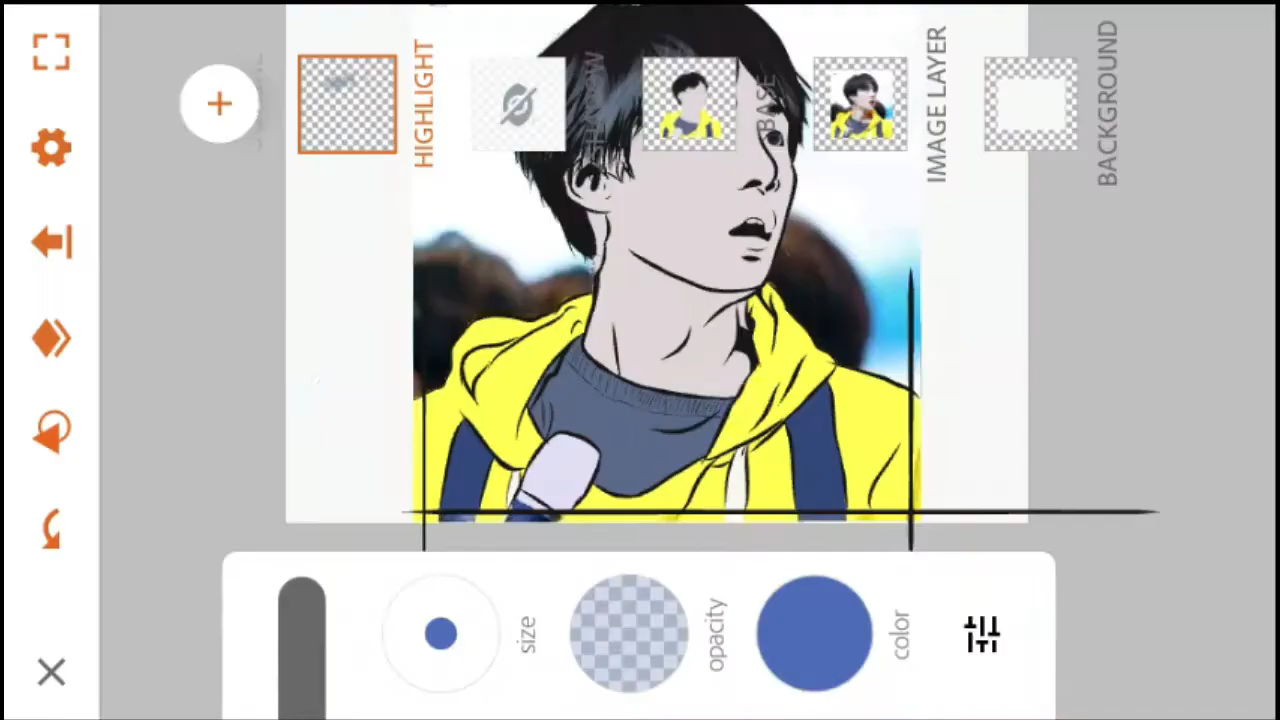 HIGHLIGHT
BASE
IMAGE LAYER
BACKGROUND
size
opacity
color